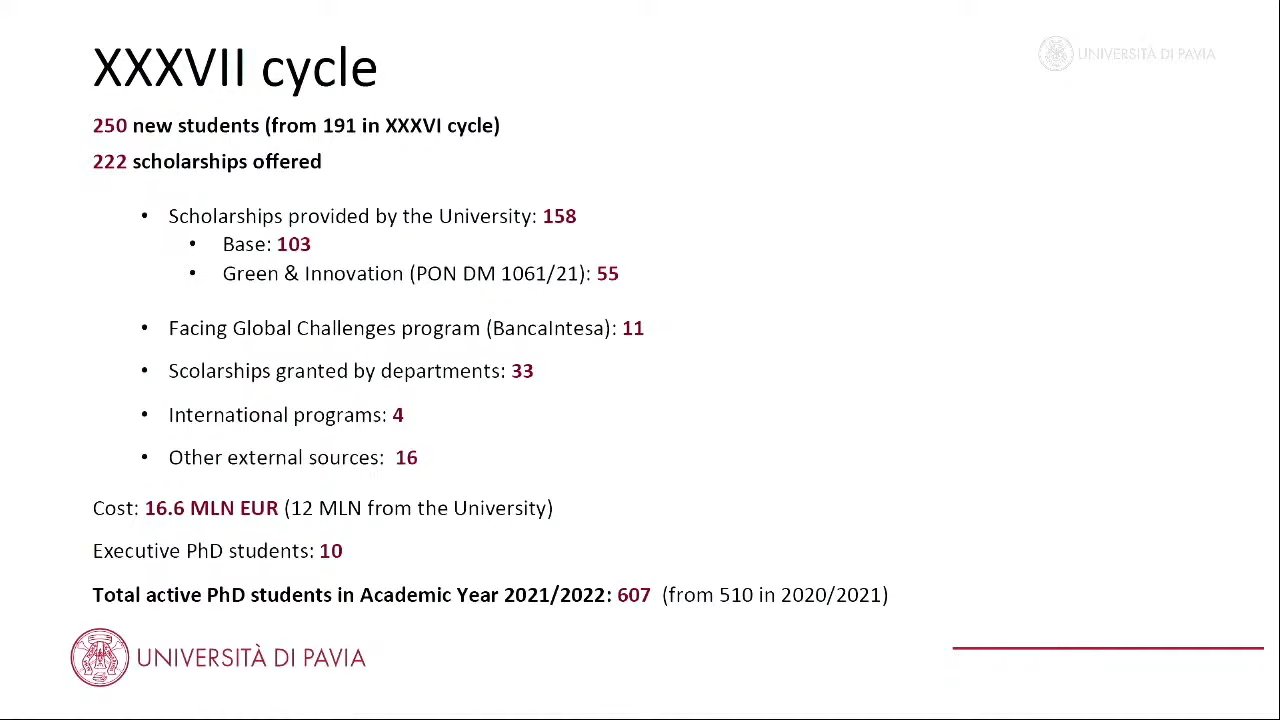 XXXVII cycle
UNIVERSITÀ DI PAVIA
250 new students (from 191 in XXXVI cycle)
222 scholarships offered
• Scholarships provided by the University: 158
• Base: 103
• Green & Innovation (PON DM 1061/21): 55
• Facing Global Challenges program (BancaIntesa): 11
• Scolarships granted by departments: 33
• International programs: 4
• Other external sources: 16
Cost: 16.6 MLN EUR (12 MLN from the University)
Executive PhD students: 10
Total active PhD students in Academic Year 2021/2022: 607 (from 510 in 2020/2021)
UNIVERSITÀ DI PAVIA